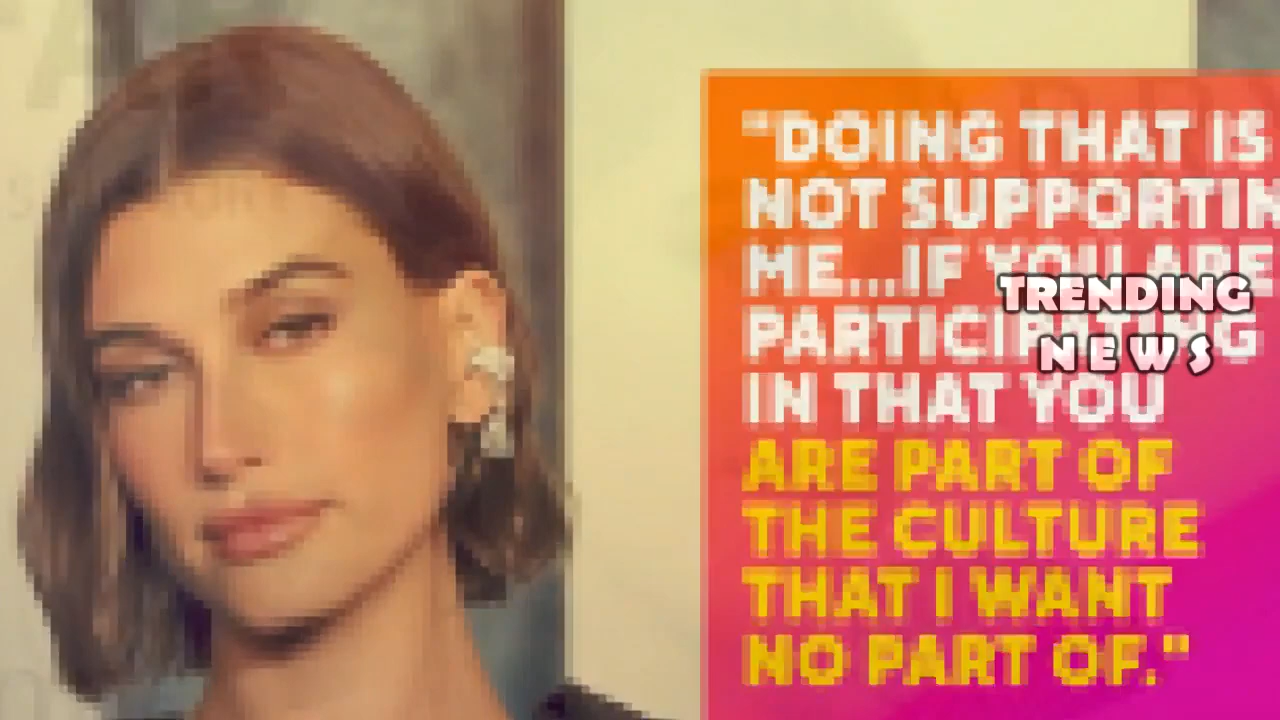 "DOING THAT IS
NOT SUPPORTIN
ME...IF YOU ARE
PARTICIPATING
IN THAT YOU
ARE PART OF
THE CULTURE
THAT I WANT
NO PART OF."
TRENDING
NEWS